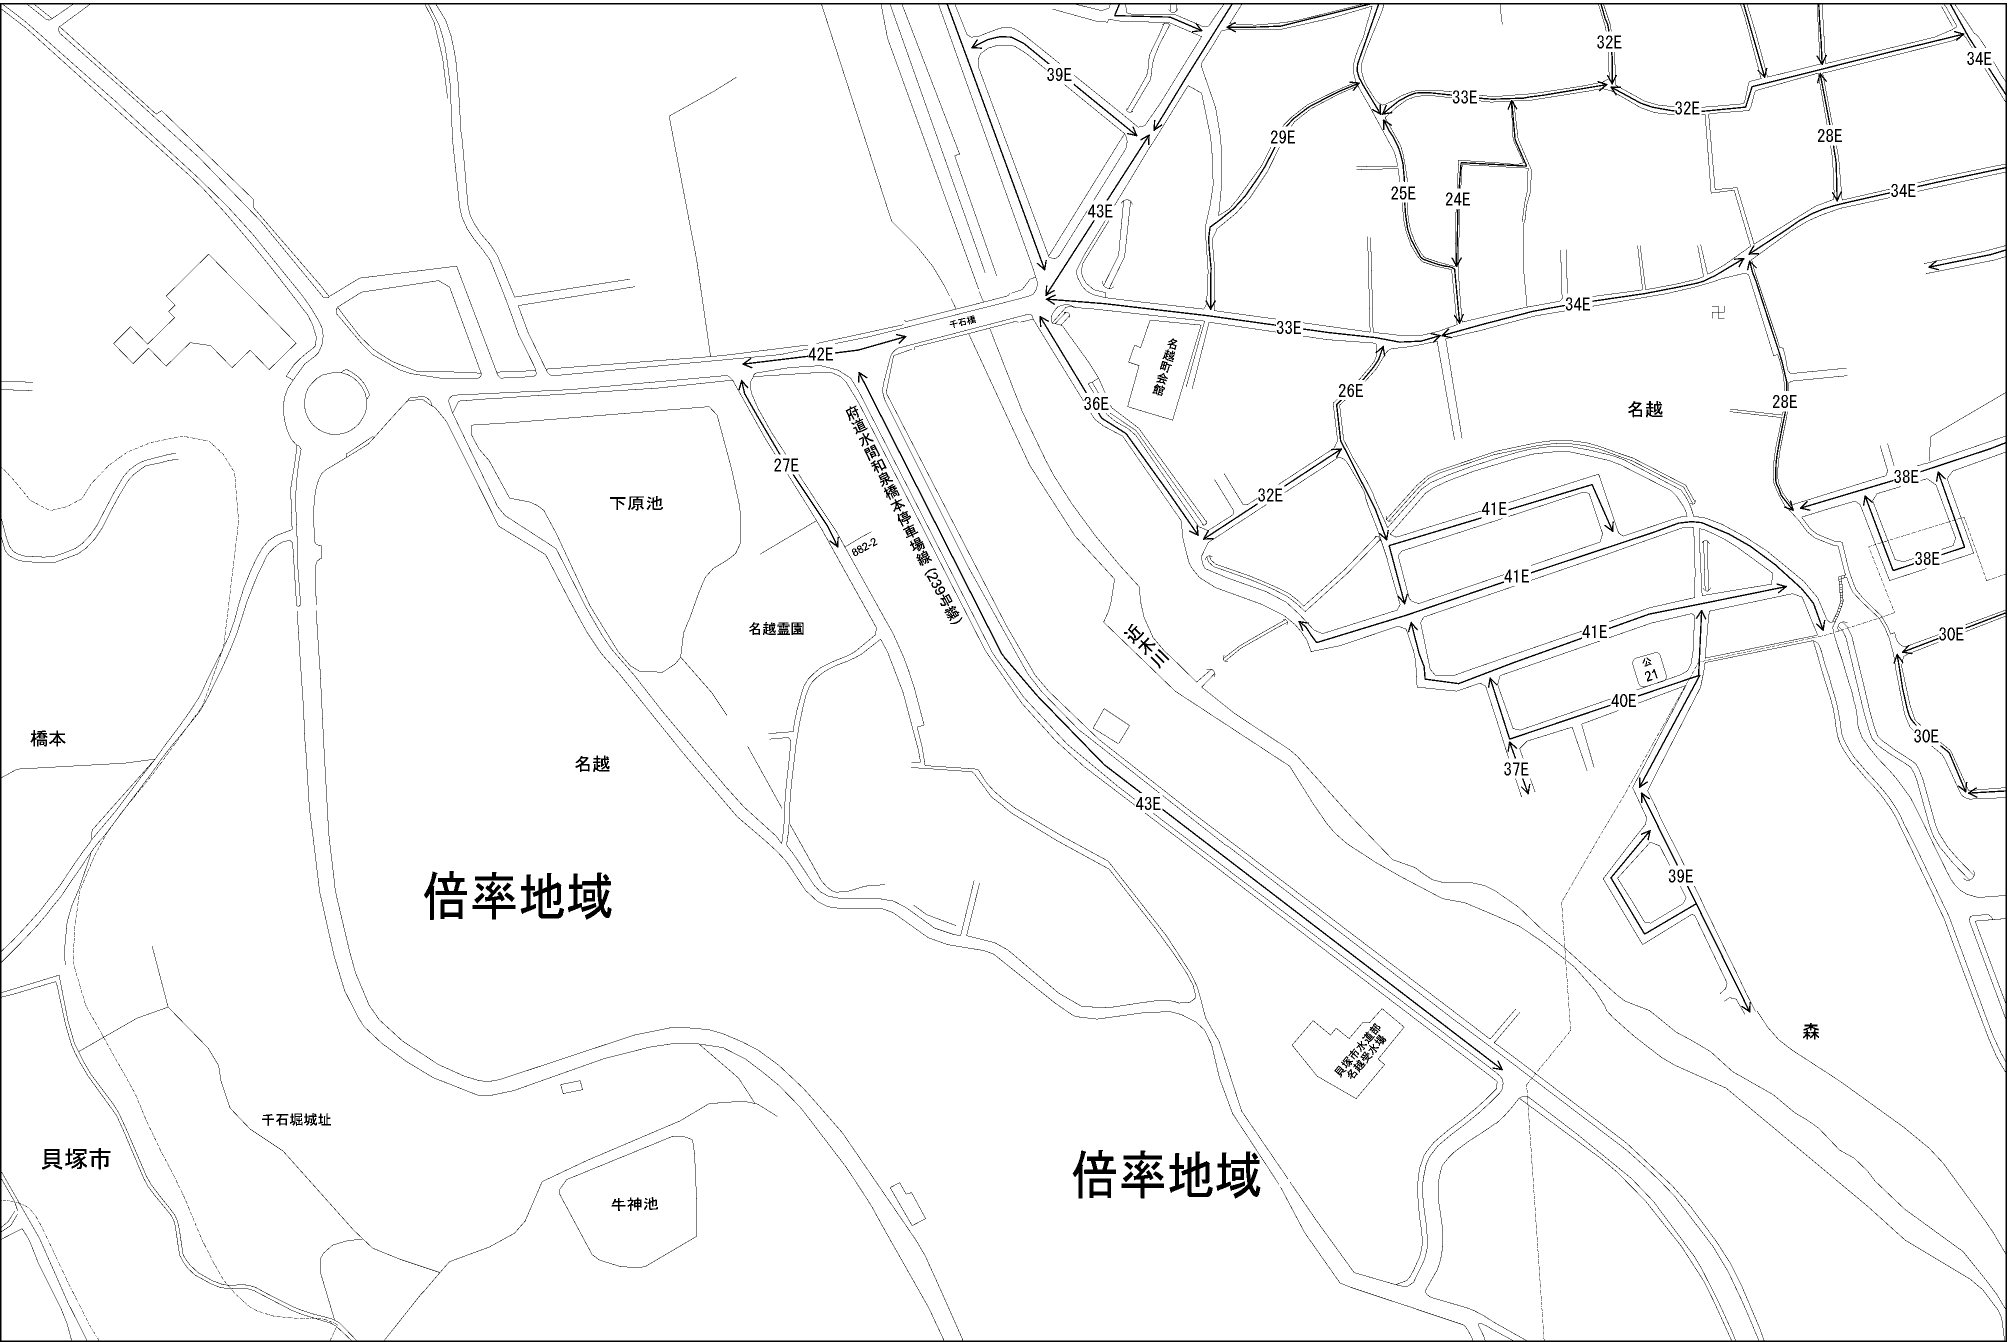 32E
34E
39E
33E
32E
29E
28E
25E
24E
34E
43E
34E
千石橋
33E
42E
名越町会館
26E
36E
28E
名越
府道水間和泉橋本停車場線(239号線)
27E
38E
32E
下原池
41E
882-2
38E
41E
名越霊園
近木川
41E
30E
公
21
40E
橋本
30E
名越
37E
43E
39E
倍率地域
森
貝塚市水道部
名越受水場
千石堀城址
貝塚市
倍率地域
牛神池